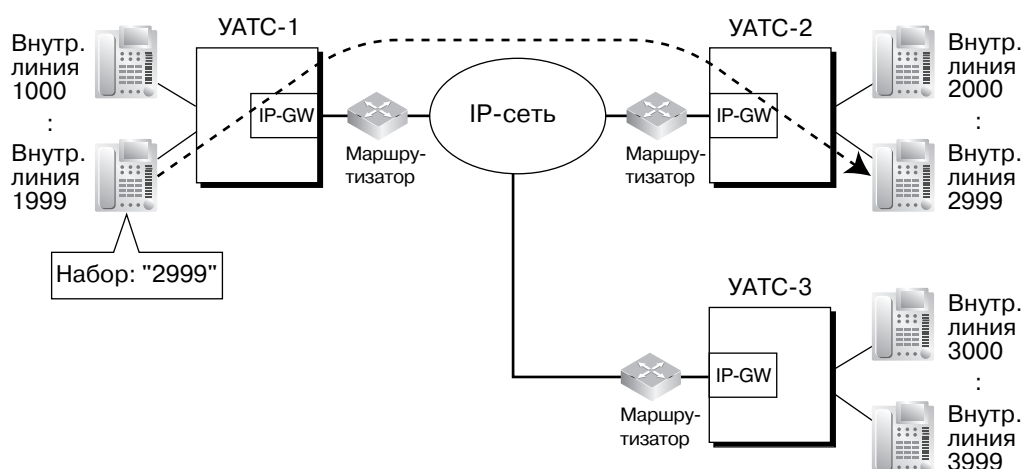 УАТС-1
УАТС-2
Внутр.
линия
1000
:
Внутр.
линия
1999
IP-GW
Маршру-
тизатор
IP-сеть
Маршру-
тизатор
IP-GW
Внутр.
линия
2000
:
Внутр.
линия
2999
Набор: "2999"
УАТС-3
IP-GW
Маршру-
тизатор
Внутр.
линия
3000
:
Внутр.
линия
3999